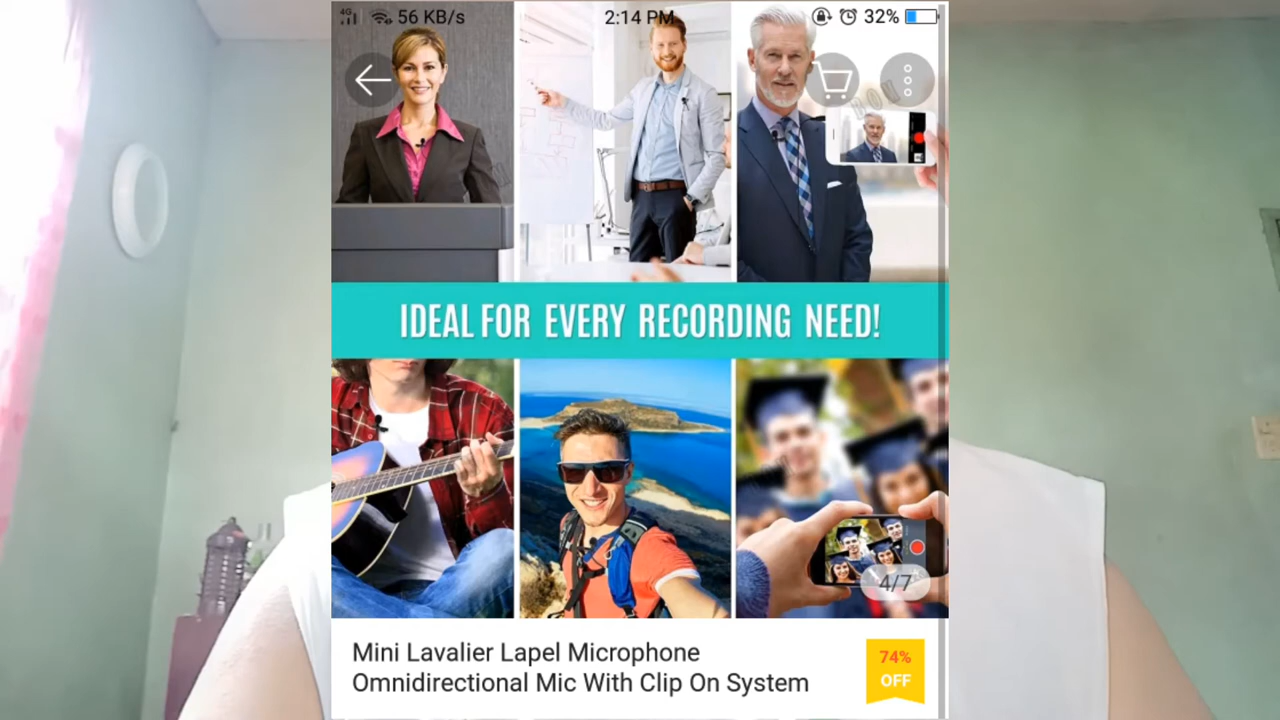 4G 56 KB/s 2:14 PM 32%
IDEAL FOR EVERY RECORDING NEED!
4/7
Mini Lavalier Lapel Microphone
Omnidirectional Mic With Clip On System
74%
OFF